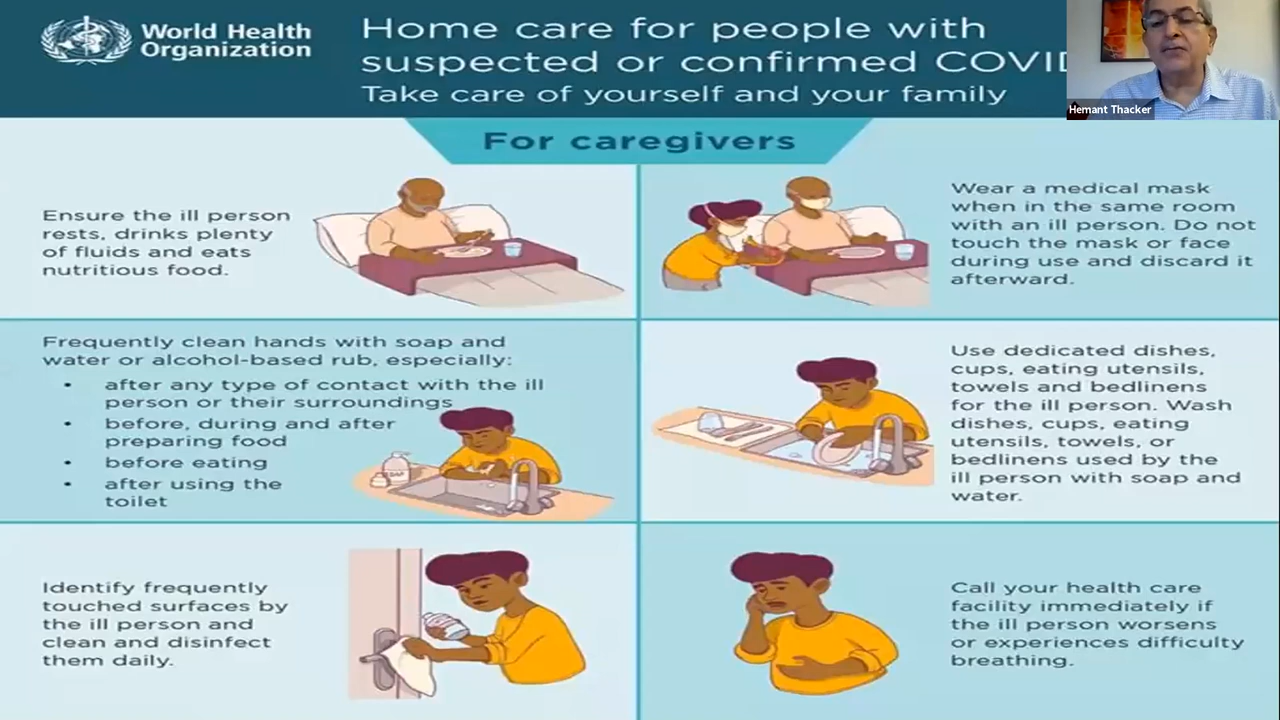 World Health
Organization
Home care for people with
suspected or confirmed COVID
Take care of yourself and your family
Hemant Thacker
For caregivers
Ensure the ill person
rests, drinks plenty
of fluids and eats
nutritious food.
Wear a medical mask
when in the same room
with an ill person. Do not
touch the mask or face
during use and discard it
afterward.
Frequently clean hands with soap and
water or alcohol-based rub, especially:
• after any type of contact with the ill
person or their surroundings
• before, during and after
preparing food
• before eating
• after using the
toilet
SOAP
Use dedicated dishes,
cups, eating utensils,
towels and bedlinens
for the ill person. Wash
dishes, cups, eating
utensils, towels, or
bedlinens used by the
ill person with soap and
water.
Identify frequently
touched surfaces by
the ill person and
clean and disinfect
them daily.
Call your health care
facility immediately if
the ill person worsens
or experiences difficulty
breathing.